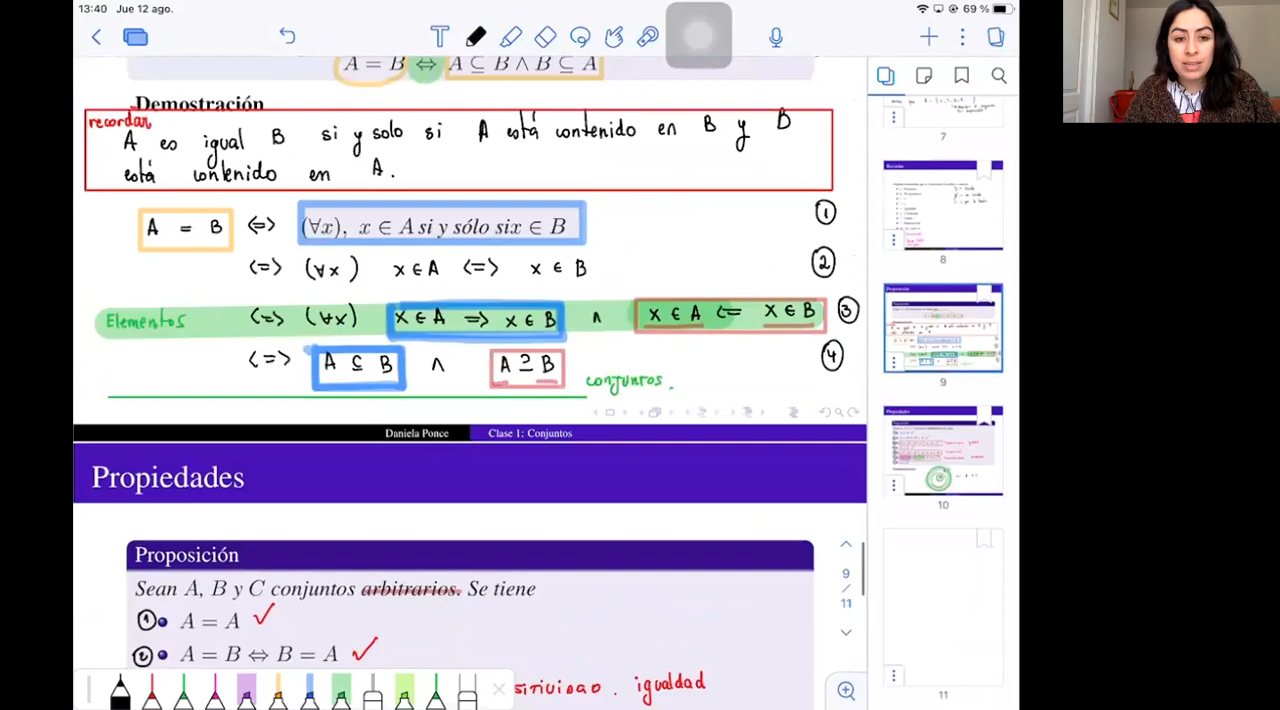 13:40 Jue 12 ago.
69 %
A = B ⇔ A ⊆ B ∧ B ⊆ A
Demostración
recordar
A es igual B si y solo si A está contenido en B y B
está contenido en A.
A = B <=> (∀x), x ∈ A si y sólo six ∈ B ①
<=> (∀x) x ∈ A <=> x ∈ B ②
Elementos <=> (∀x) x ∈ A => x ∈ B ∧ x ∈ A <= x ∈ B ③
<=> A ⊆ B ∧ A ⊇ B ④
conjuntos.
Daniela Ponce Clase 1: Conjuntos
Propiedades
Proposición
Sean A, B y C conjuntos arbitrarios. Se tiene
① • A = A ✓
② • A = B ⇔ B = A ✓
igualdad
7
8
9
10
11
9
/
11